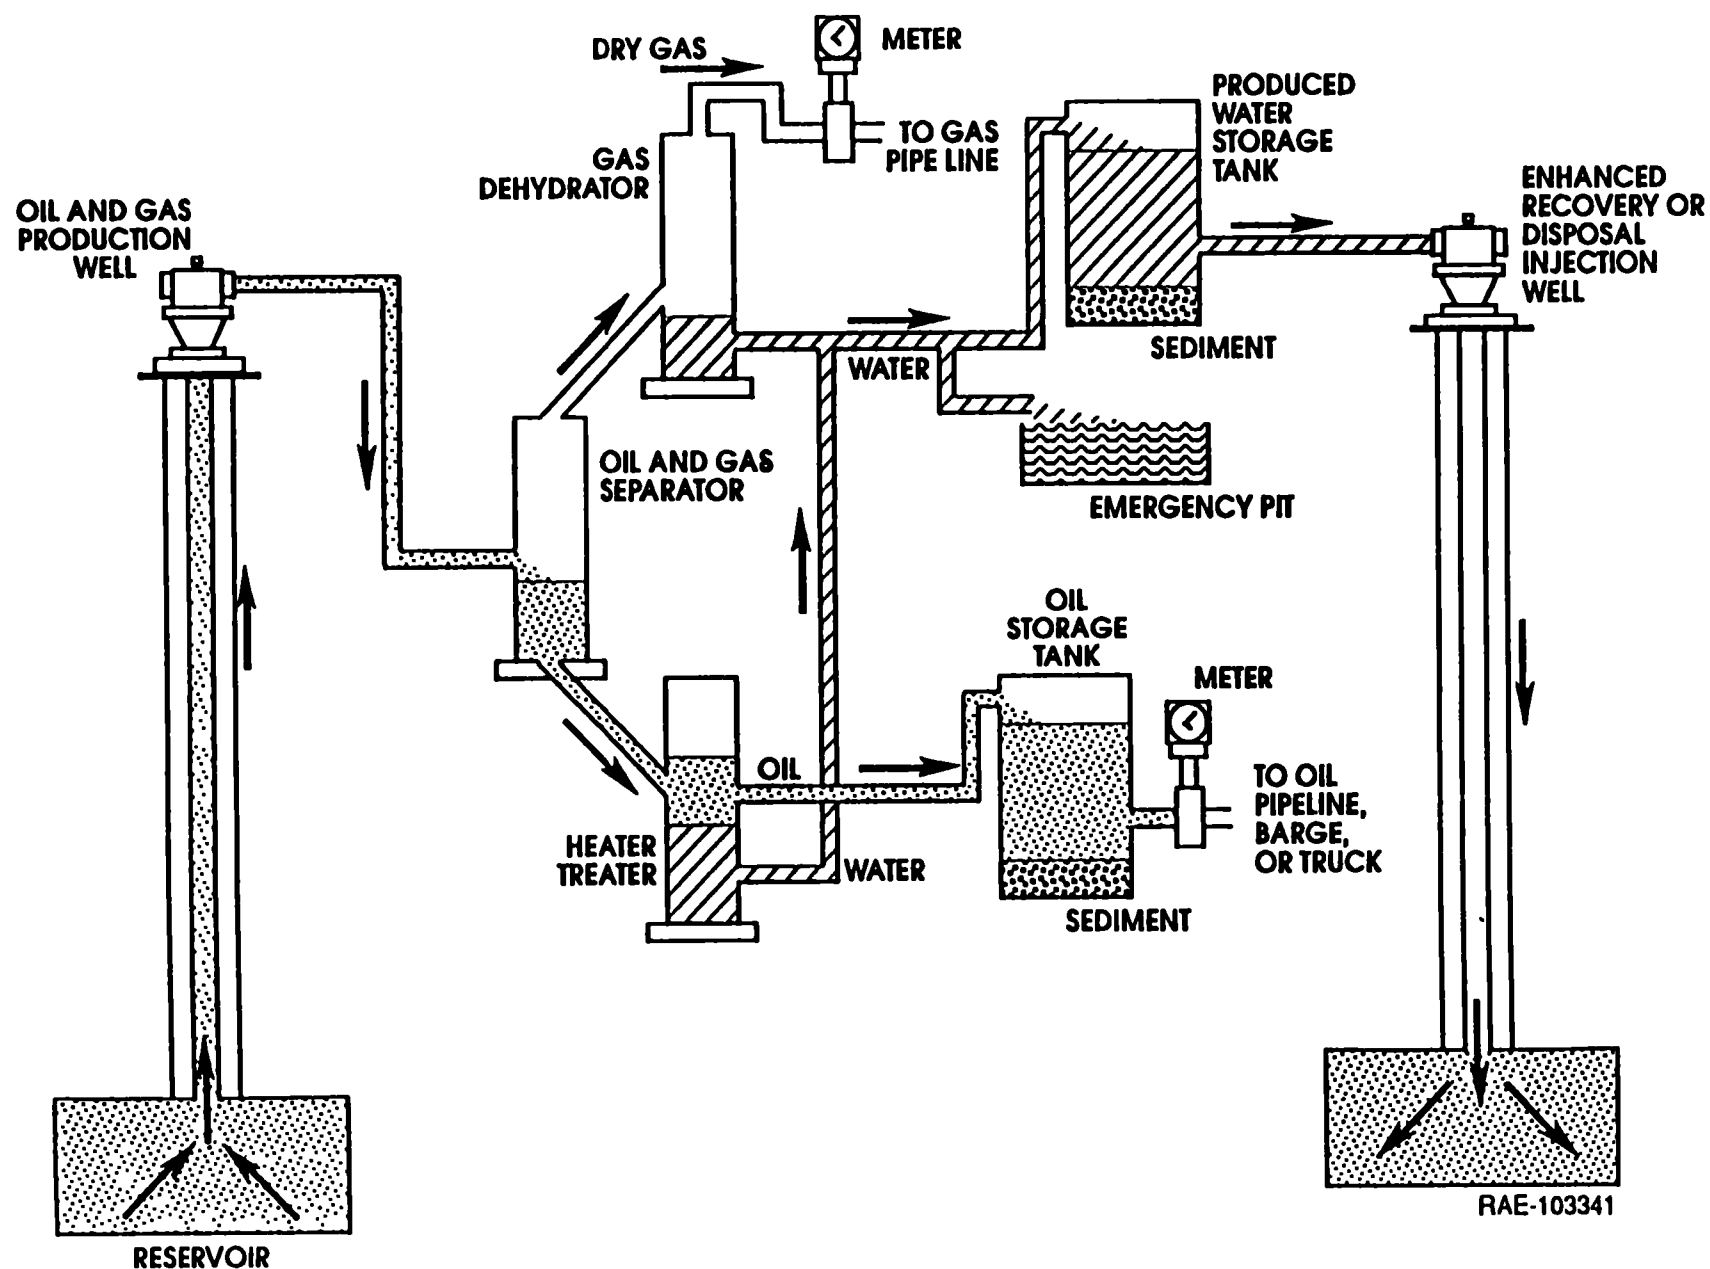 DRY GAS
METER
TO GAS
PIPE LINE
GAS
DEHYDRATOR
PRODUCED
WATER
STORAGE
TANK
SEDIMENT
ENHANCED
RECOVERY OR
DISPOSAL
INJECTION
WELL
OIL AND GAS
PRODUCTION
WELL
WATER
OIL AND GAS
SEPARATOR
EMERGENCY PIT
OIL
STORAGE
TANK
METER
OIL
TO OIL
PIPELINE,
BARGE,
OR TRUCK
HEATER
TREATER
WATER
SEDIMENT
RAE-103341
RESERVOIR